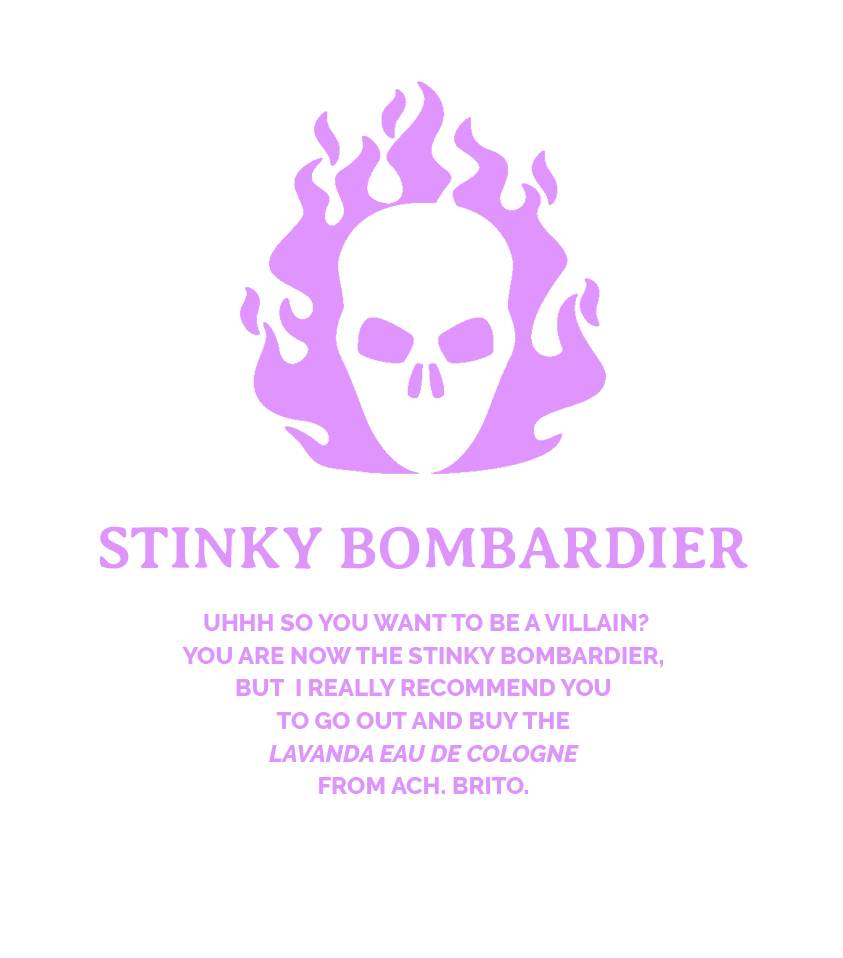 STINKY BOMBARDIER
UHHH SO YOU WANT TO BE A VILLAIN?
YOU ARE NOW THE STINKY BOMBARDIER,
BUT  I REALLY RECOMMEND YOU
TO GO OUT AND BUY THE
LAVANDA EAU DE COLOGNE
FROM ACH. BRITO.